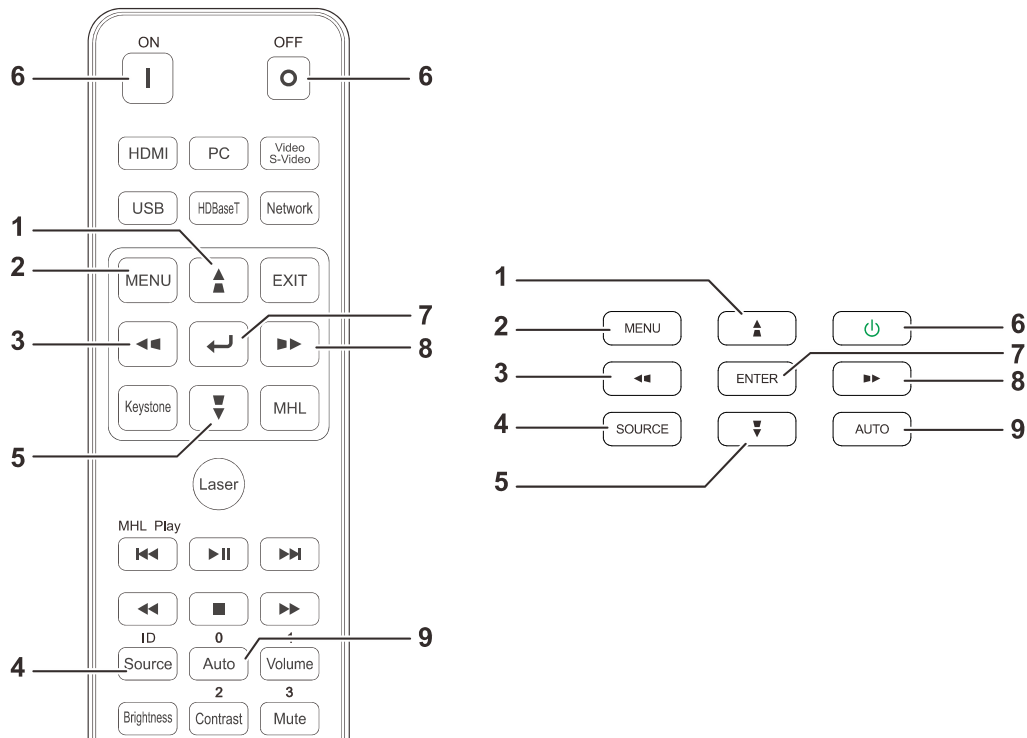 ON OFF
6 6
HDMI PC Video S-Video
USB HDBaseT Network
1
2 MENU EXIT
3 7
8
Keystone MHL
5
Laser
MHL Play
ID 0
4 Source Auto Volume 9
2 3
Brightness Contrast Mute
1
2 MENU 6
7
3 ENTER 8
4 SOURCE AUTO 9
5